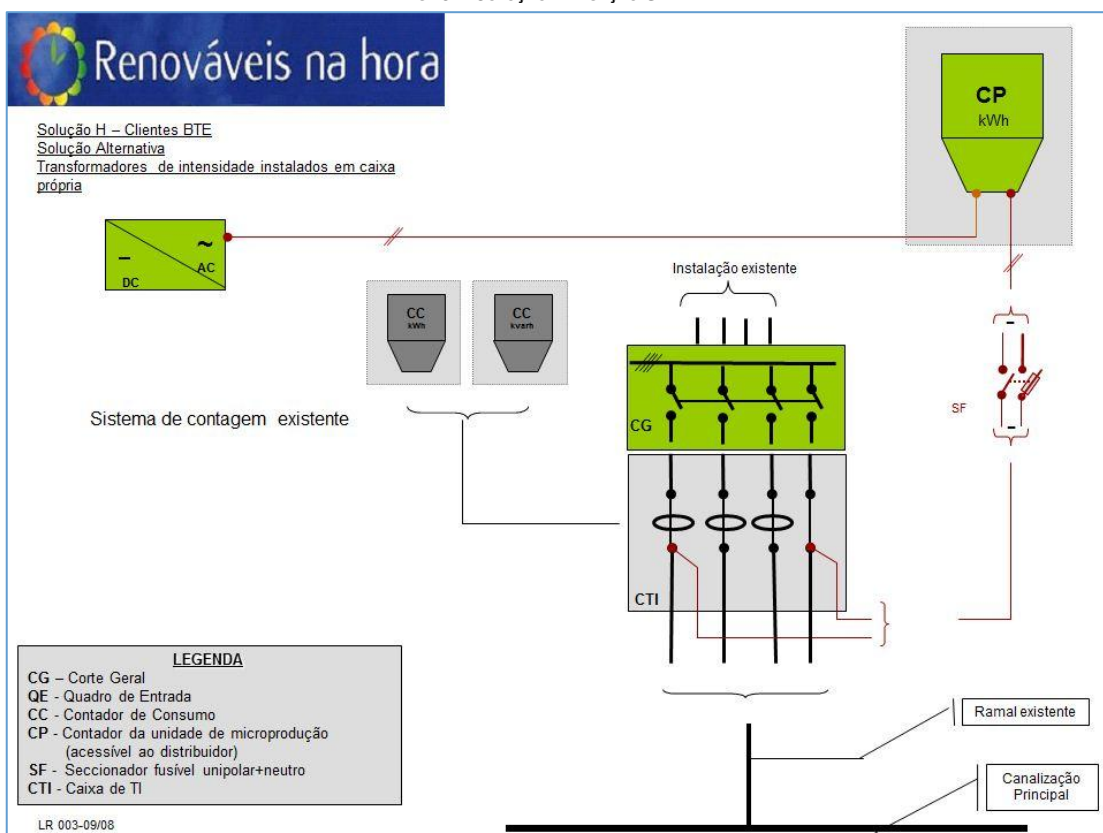 Renováveis na hora
Solução H – Clientes BTE
Solução Alternativa
Transformadores de intensidade instalados em caixa
própria
CP
kWh
~
AC
–
DC
Instalação existente
CC
kWh
CC
kvarh
Sistema de contagem existente
CG
SF
CTI
LEGENDA
CG – Corte Geral
QE - Quadro de Entrada
CC - Contador de Consumo
CP - Contador da unidade de microprodução
(acessível ao distribuidor)
SF - Seccionador fusível unipolar+neutro
CTI - Caixa de TI
Ramal existente
Canalização
Principal
LR 003-09/08